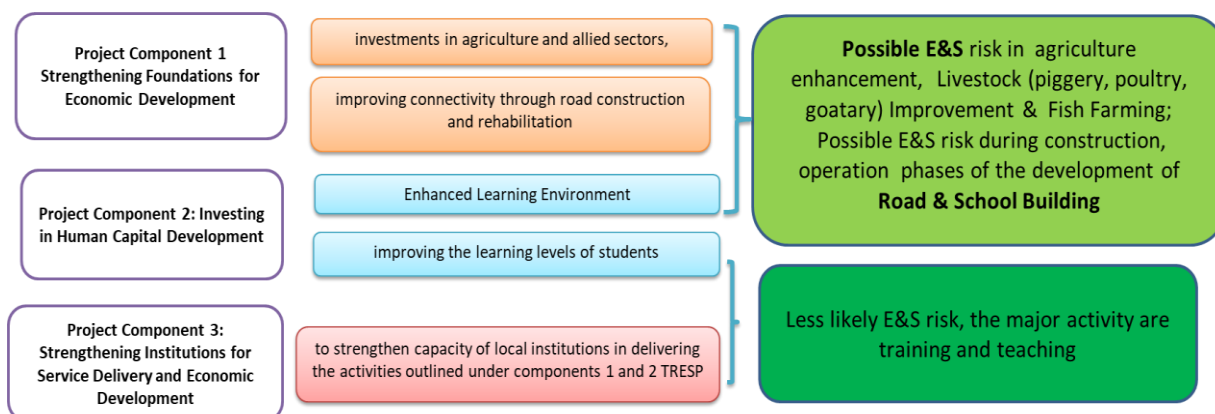 Project Component 1
Strengthening Foundations for
Economic Development
investments in agriculture and allied sectors,
improving connectivity through road construction
and rehabilitation
Possible E&S risk in agriculture
enhancement, Livestock (piggery, poultry,
goatary) Improvement & Fish Farming;
Possible E&S risk during construction,
operation phases of the development of
Road & School Building
Project Component 2: Investing
in Human Capital Development
Enhanced Learning Environment
improving the learning levels of students
Project Component 3:
Strengthening Institutions for
Service Delivery and Economic
Development
to strengthen capacity of local institutions in delivering
the activities outlined under components 1 and 2 TRESP
Less likely E&S risk, the major activity are
training and teaching